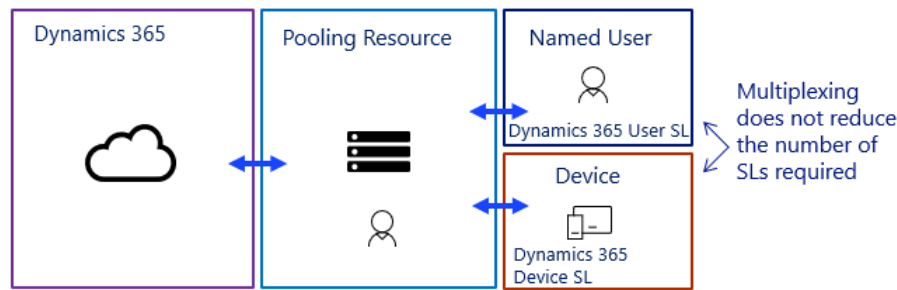 Dynamics 365
Pooling Resource
Named User
Dynamics 365 User SL
Device
Dynamics 365
Device SL
Multiplexing
does not reduce
the number of
SLs required